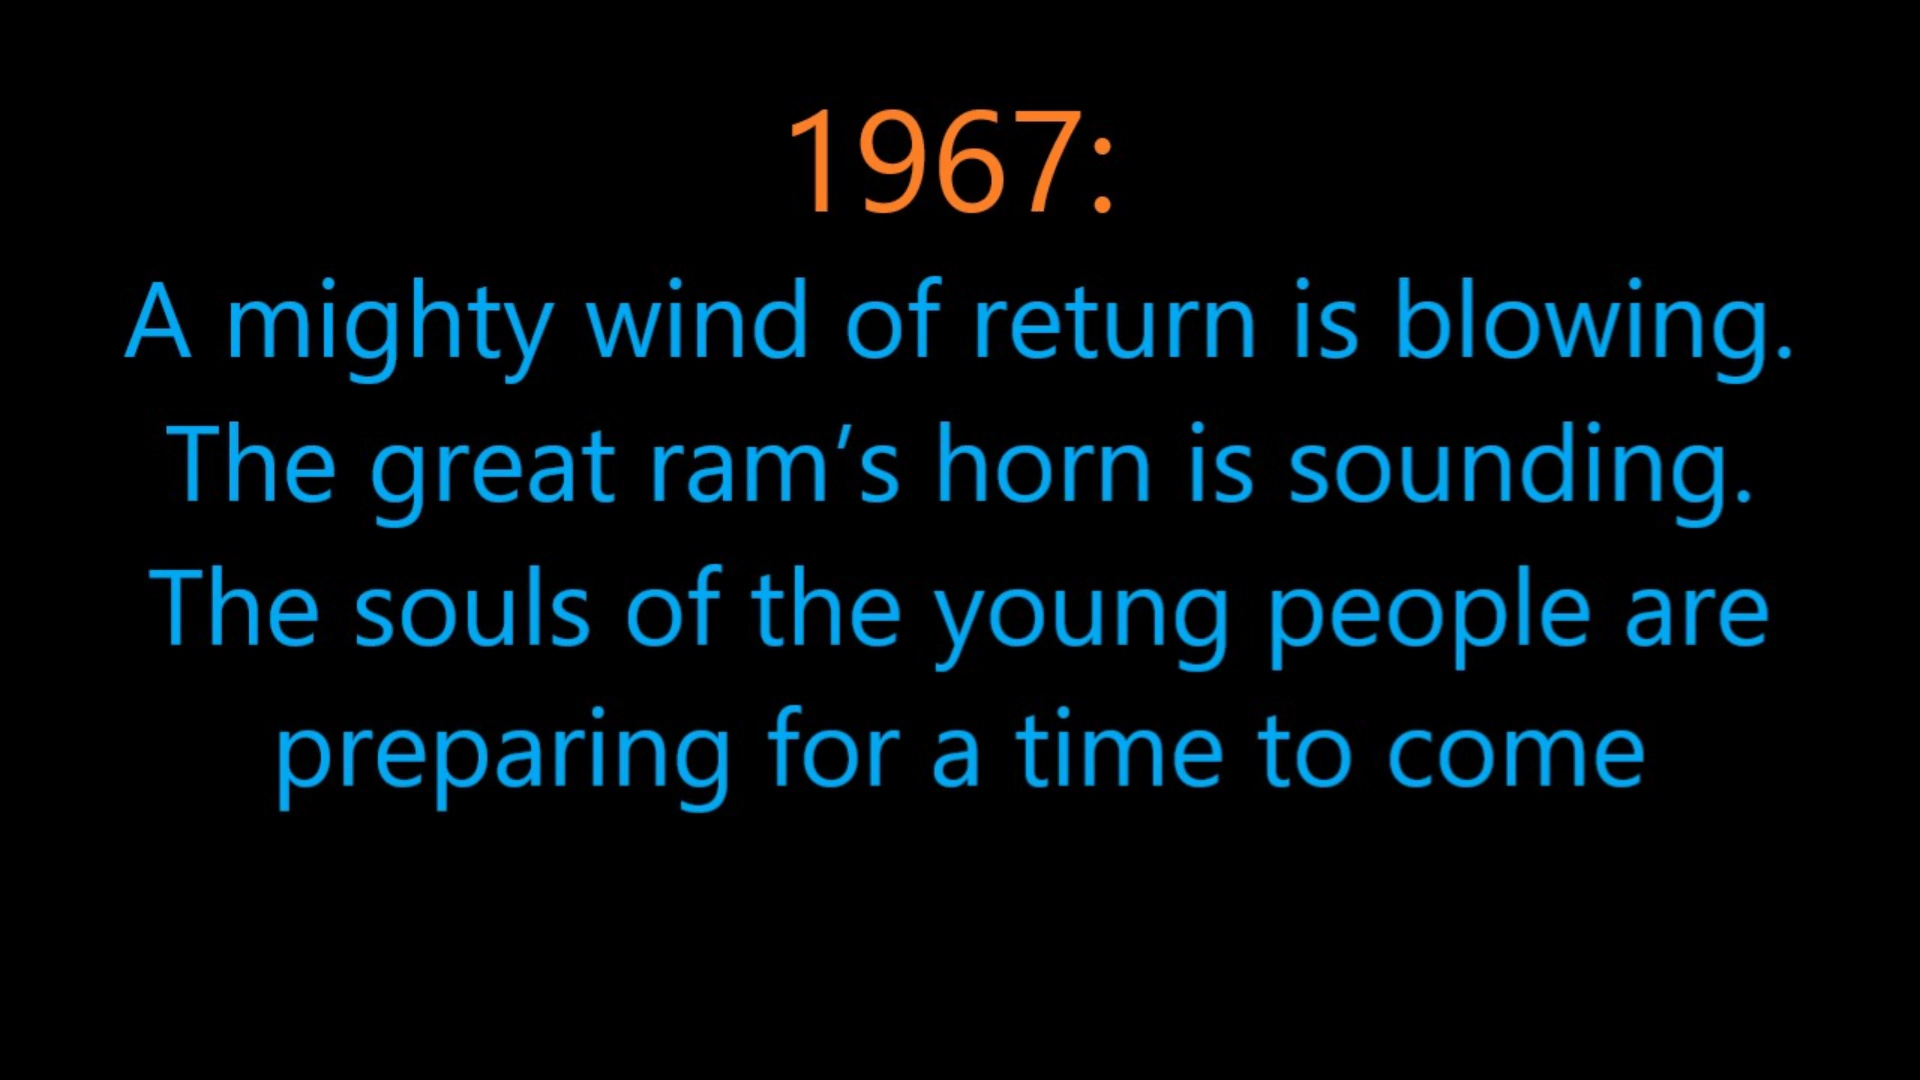 1967:
A mighty wind of return is blowing.
The great ram’s horn is sounding.
The souls of the young people are
preparing for a time to come